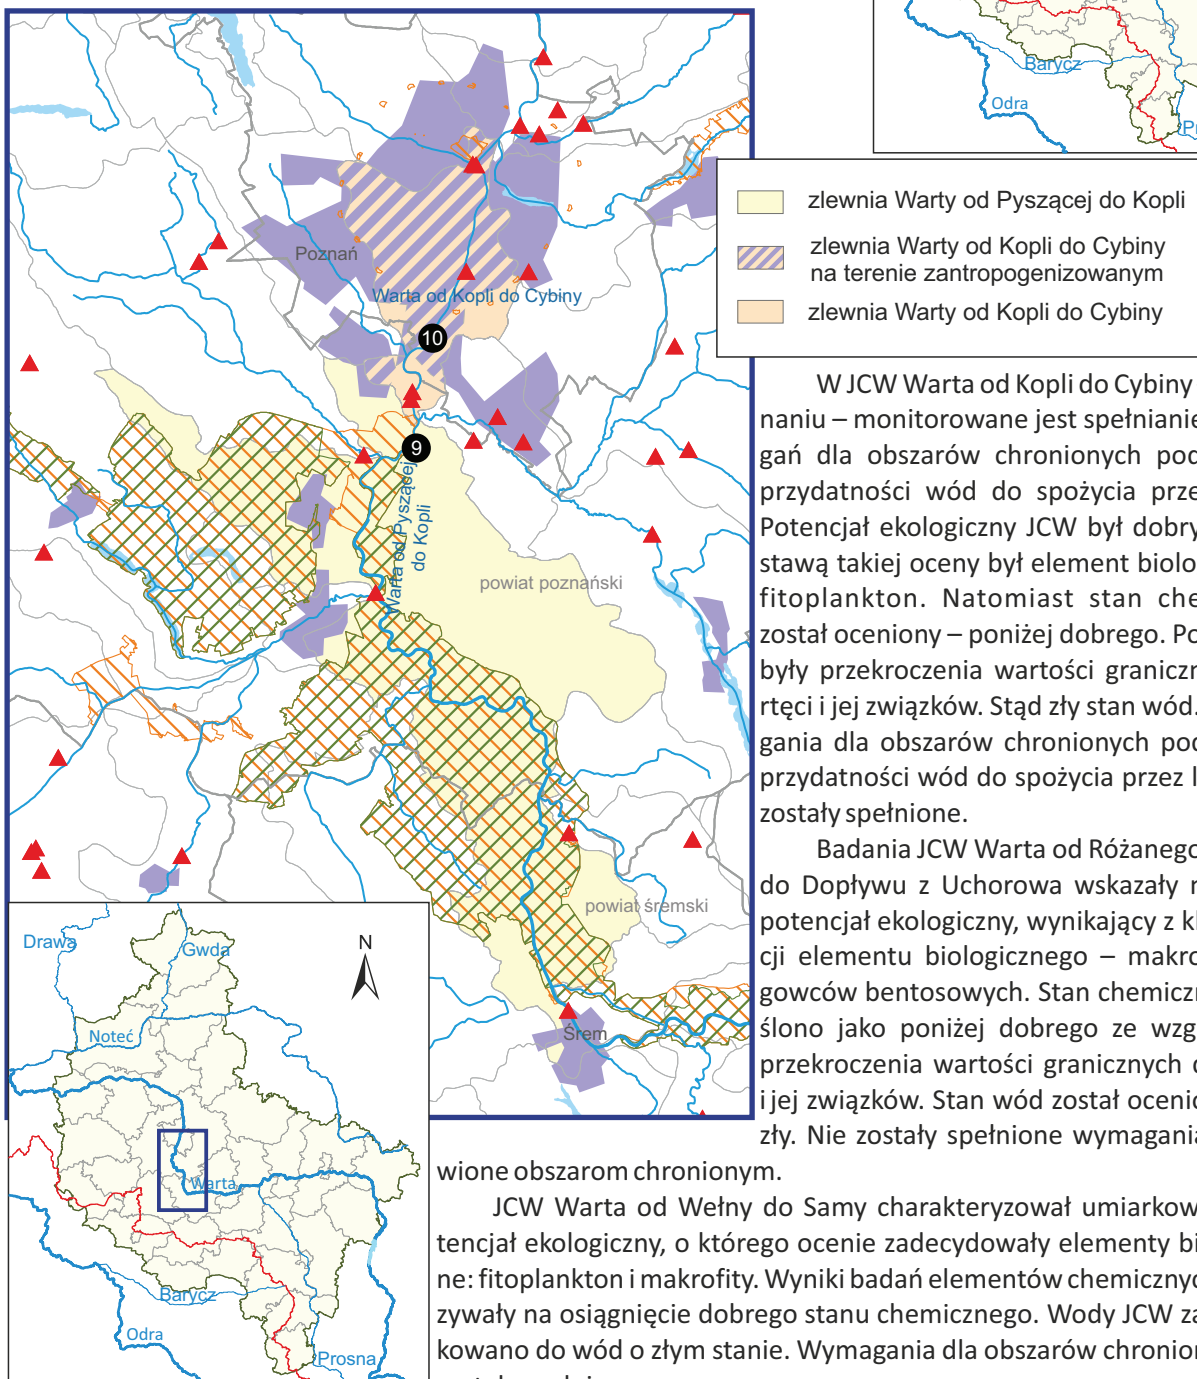 Barycz
Odra
zlewnia Warty od Pyszącej do Kopli
zlewnia Warty od Kopli do Cybiny
na terenie zantropogenizowanym
zlewnia Warty od Kopli do Cybiny
Poznań
Warta od Kopli do Cybiny
10
9
Warta od Pyszącej
do Kopli
powiat poznański
powiat śremski
Śrem
W JCW Warta od Kopli do Cybiny
naniu – monitorowane jest spełnianie
gań dla obszarów chronionych pod
przydatności wód do spożycia prze
Potencjał ekologiczny JCW był dobry
stawą takiej oceny był element biolo
fitoplankton. Natomiast stan che
został oceniony – poniżej dobrego. Po
były przekroczenia wartości graniczn
rtęci i jej związków. Stąd zły stan wód.
gania dla obszarów chronionych pod
przydatności wód do spożycia przez l
zostały spełnione.
Badania JCW Warta od Różanego
do Dopływu z Uchorowa wskazały n
potencjał ekologiczny, wynikający z kl
cji elementu biologicznego – makro
gowców bentosowych. Stan chemiczn
ślono jako poniżej dobrego ze wzg
przekroczenia wartości granicznych d
i jej związków. Stan wód został ocenio
zły. Nie zostały spełnione wymagania
wione obszarom chronionym.
JCW Warta od Wełny do Samy charakteryzował umiarkow
tencjał ekologiczny, o którego ocenie zadecydowały elementy bi
ne: fitoplankton i makrofity. Wyniki badań elementów chemicznyc
zywały na osiągnięcie dobrego stanu chemicznego. Wody JCW za
kowano do wód o złym stanie. Wymagania dla obszarów chronion
Drawa
Gwda
N
Noteć
Warta
Barycz
Odra
Prosna